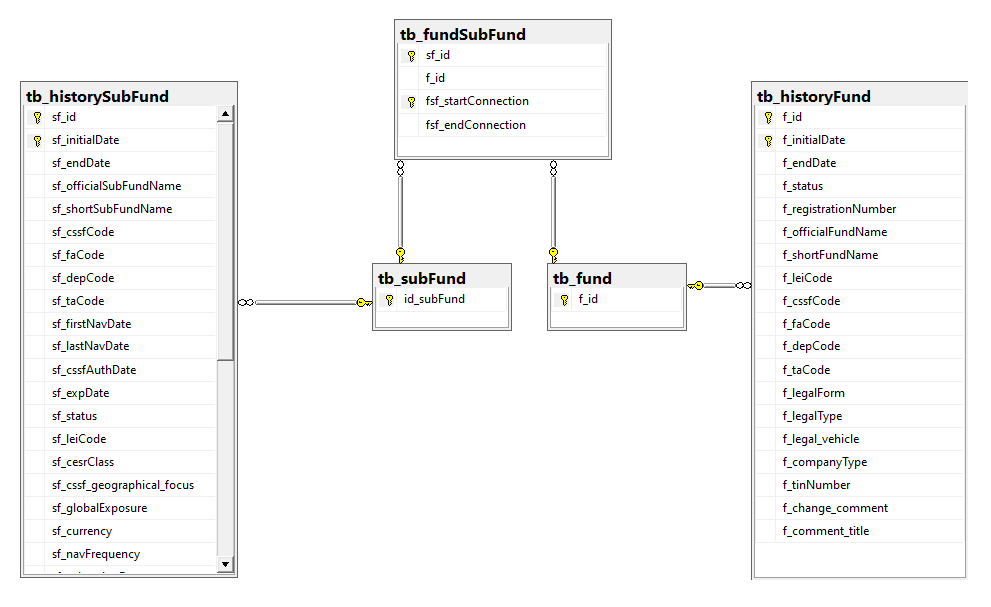 tb_fundSubFund
sf_id
f_id
fsf_startConnection
fsf_endConnection
tb_historySubFund
sf_id
sf_initialDate
sf_endDate
sf_officialSubFundName
sf_shortSubFundName
sf_cssfCode
sf_faCode
sf_depCode
sf_taCode
sf_firstNavDate
sf_lastNavDate
sf_cssfAuthDate
sf_expDate
sf_status
sf_leiCode
sf_cesrClass
sf_cssf_geographical_focus
sf_globalExposure
sf_currency
sf_navFrequency
tb_subFund
id_subFund
tb_fund
f_id
tb_historyFund
f_id
f_initialDate
f_endDate
f_status
f_registrationNumber
f_officialFundName
f_shortFundName
f_leiCode
f_cssfCode
f_faCode
f_depCode
f_taCode
f_legalForm
f_legalType
f_legal_vehicle
f_companyType
f_tinNumber
f_change_comment
f_comment_title